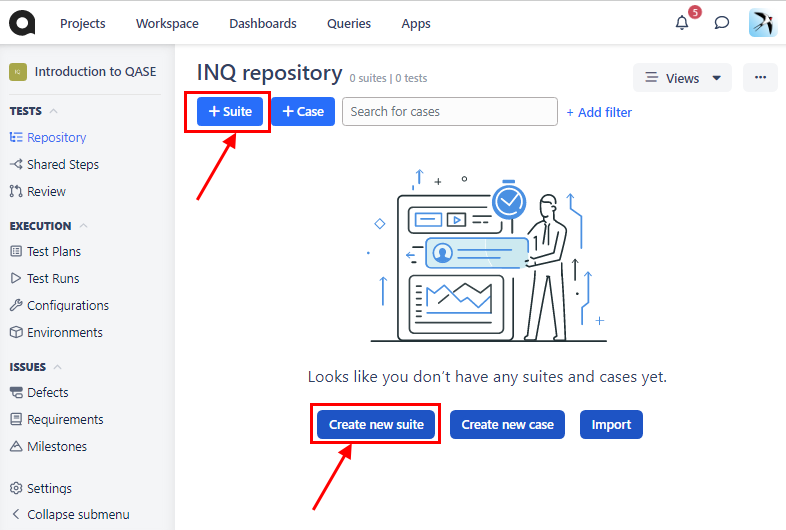 Projects Workspace Dashboards Queries Apps 5
Introduction to QASE
TESTS
Repository
Shared Steps
Review
EXECUTION
Test Plans
Test Runs
Configurations
Environments
ISSUES
Defects
Requirements
Milestones
Settings
Collapse submenu
INQ repository 0 suites | 0 tests
Views
+ Suite + Case Search for cases + Add filter
Looks like you don't have any suites and cases yet.
Create new suite Create new case Import